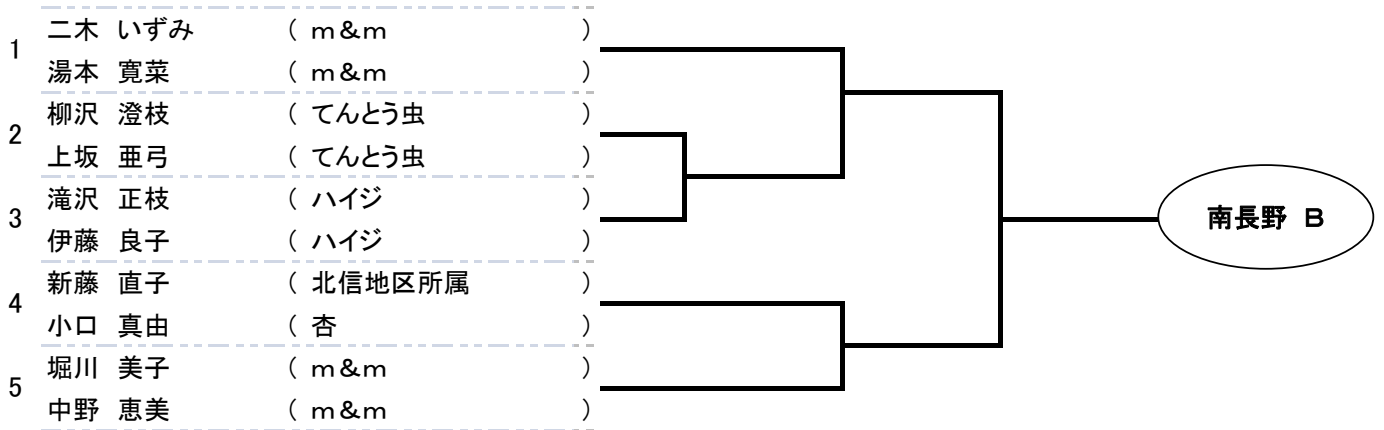 1
二木 いずみ ( m&m )
湯本 寛菜 ( m&m )
2
柳沢 澄枝 ( てんとう虫 )
上坂 亜弓 ( てんとう虫 )
3
滝沢 正枝 ( ハイジ )
伊藤 良子 ( ハイジ )
4
新藤 直子 ( 北信地区所属 )
小口 真由 ( 杏 )
5
堀川 美子 ( m&m )
中野 恵美 ( m&m )
南長野 B